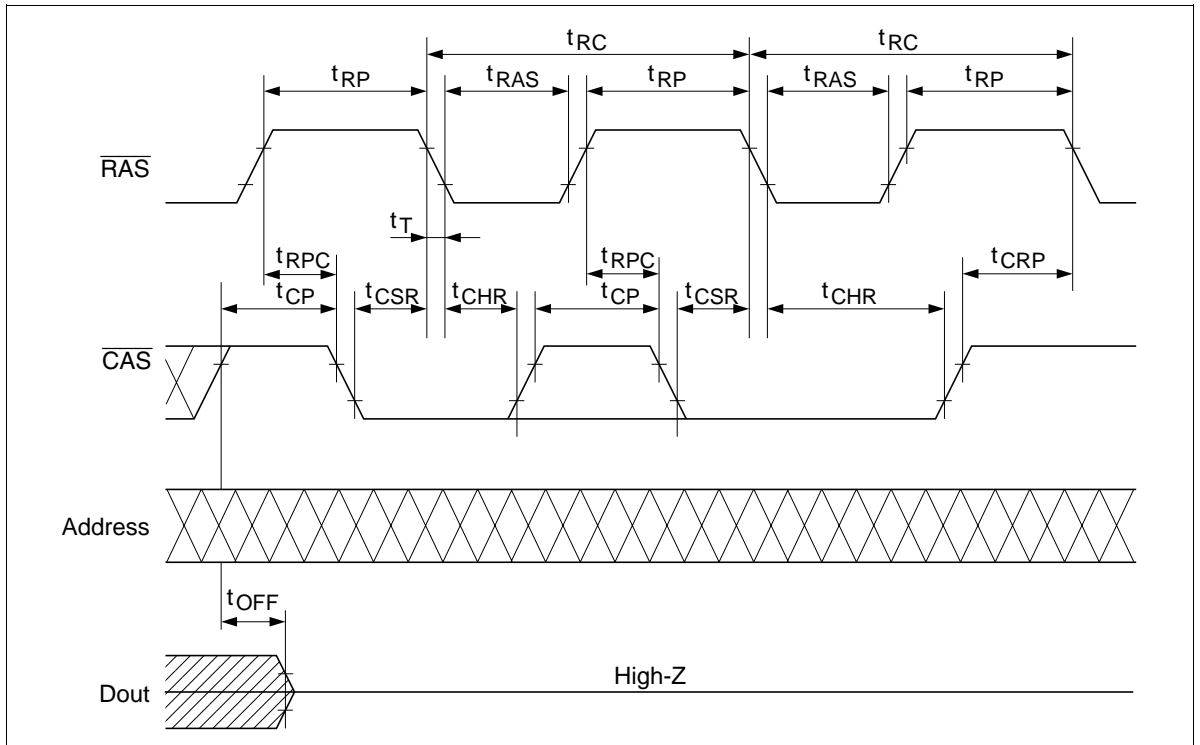 tRC tRC
tRP tRAS tRP tRAS tRP
RAS
tT
tRPC tRPC tCRP
tCP tCSR tCHR tCP tCSR tCHR
CAS
Address
tOFF
High-Z
Dout